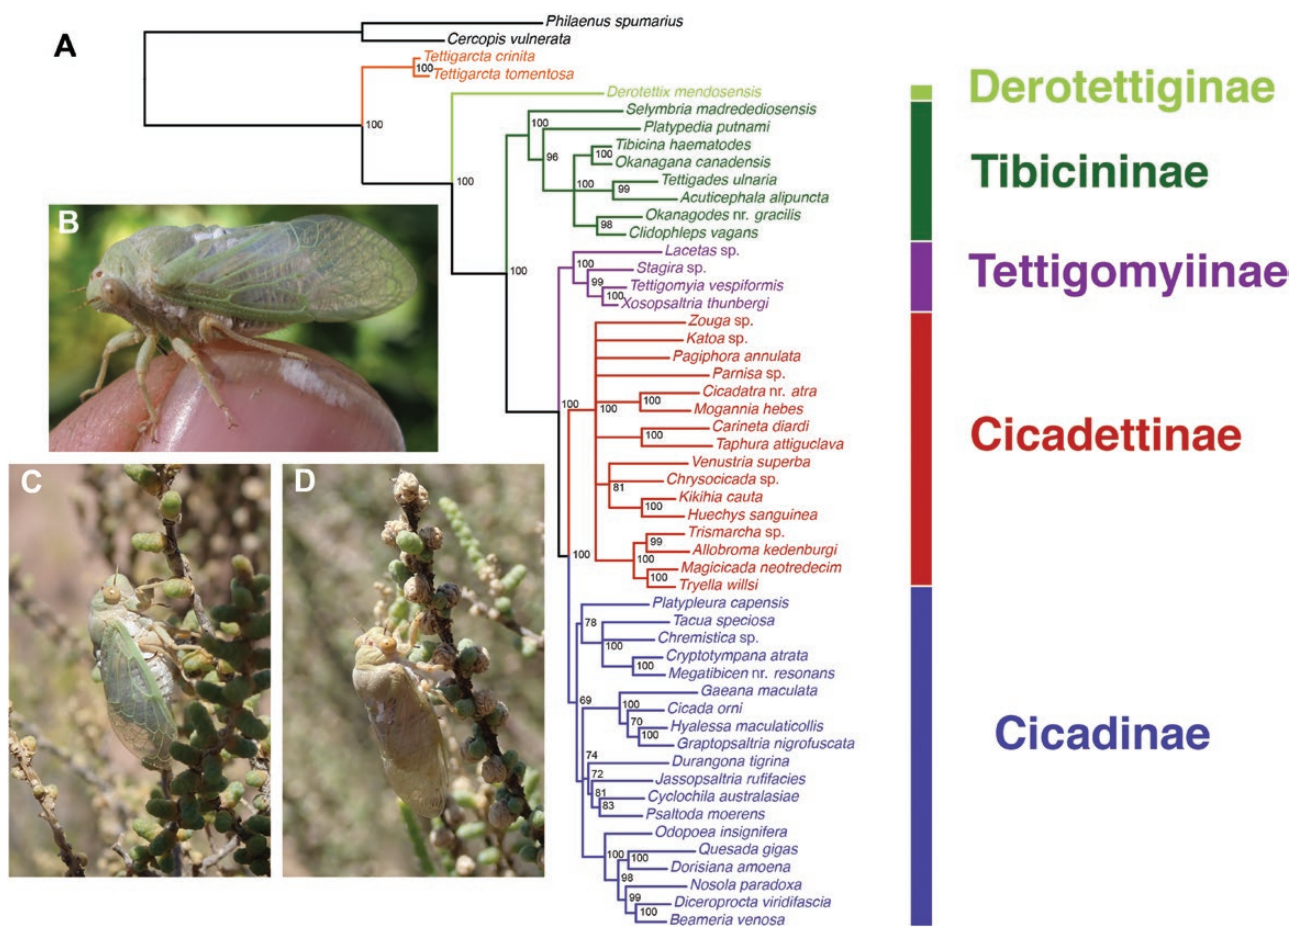 A
Philaenus spumarius
Cercopis vulnerata
Tettigarcta crinita
100
Tettigarcta tomentosa
100
Derotettix mendosensis
100
Selymbria madredediosensis
100
Platypedia putnami
96
Tibicina haematodes
100
Okanagana canadensis
100
Tettigades ulnaria
99
Acuticephala alipuncta
Okanagodes nr. gracilis
98
Clidophleps vagans
100
Lacetas sp.
100
Stagira sp.
99
Tettigomyia vespiformis
100
Xosopsaltria thunbergi
Zouga sp.
Katoa sp.
Pagiphora annulata
Parnisa sp.
Cicadatra nr. atra
100
100
100
Mogannia hebes
Carineta diardi
100
Taphura attiguclava
Venustria superba
Chrysocicada sp.
81
Kikihia cauta
100
Huechys sanguinea
Trismarcha sp.
99
Allobroma kedenburgi
100
100
Magicicada neotredecim
100
Tryella willsi
Platypleura capensis
78
Tacua speciosa
Chremistica sp.
100
Cryptotympana atrata
100
Megatibicen nr. resonans
Gaeana maculata
69
100
Cicada orni
70
Hyalessa maculaticollis
100
Graptopsaltria nigrofuscata
74
Durangona tigrina
72
Jassopsaltria rufifacies
81
Cyclochila australasiae
83
Psaltoda moerens
Odopoea insignifera
100
100
Quesada gigas
Dorisiana amoena
98
Nosola paradoxa
99
Diceroprocta viridifascia
100
Beameria venosa
Derotettiginae
Tibicininae
Tettigomyiinae
Cicadettinae
Cicadinae
B
C
D